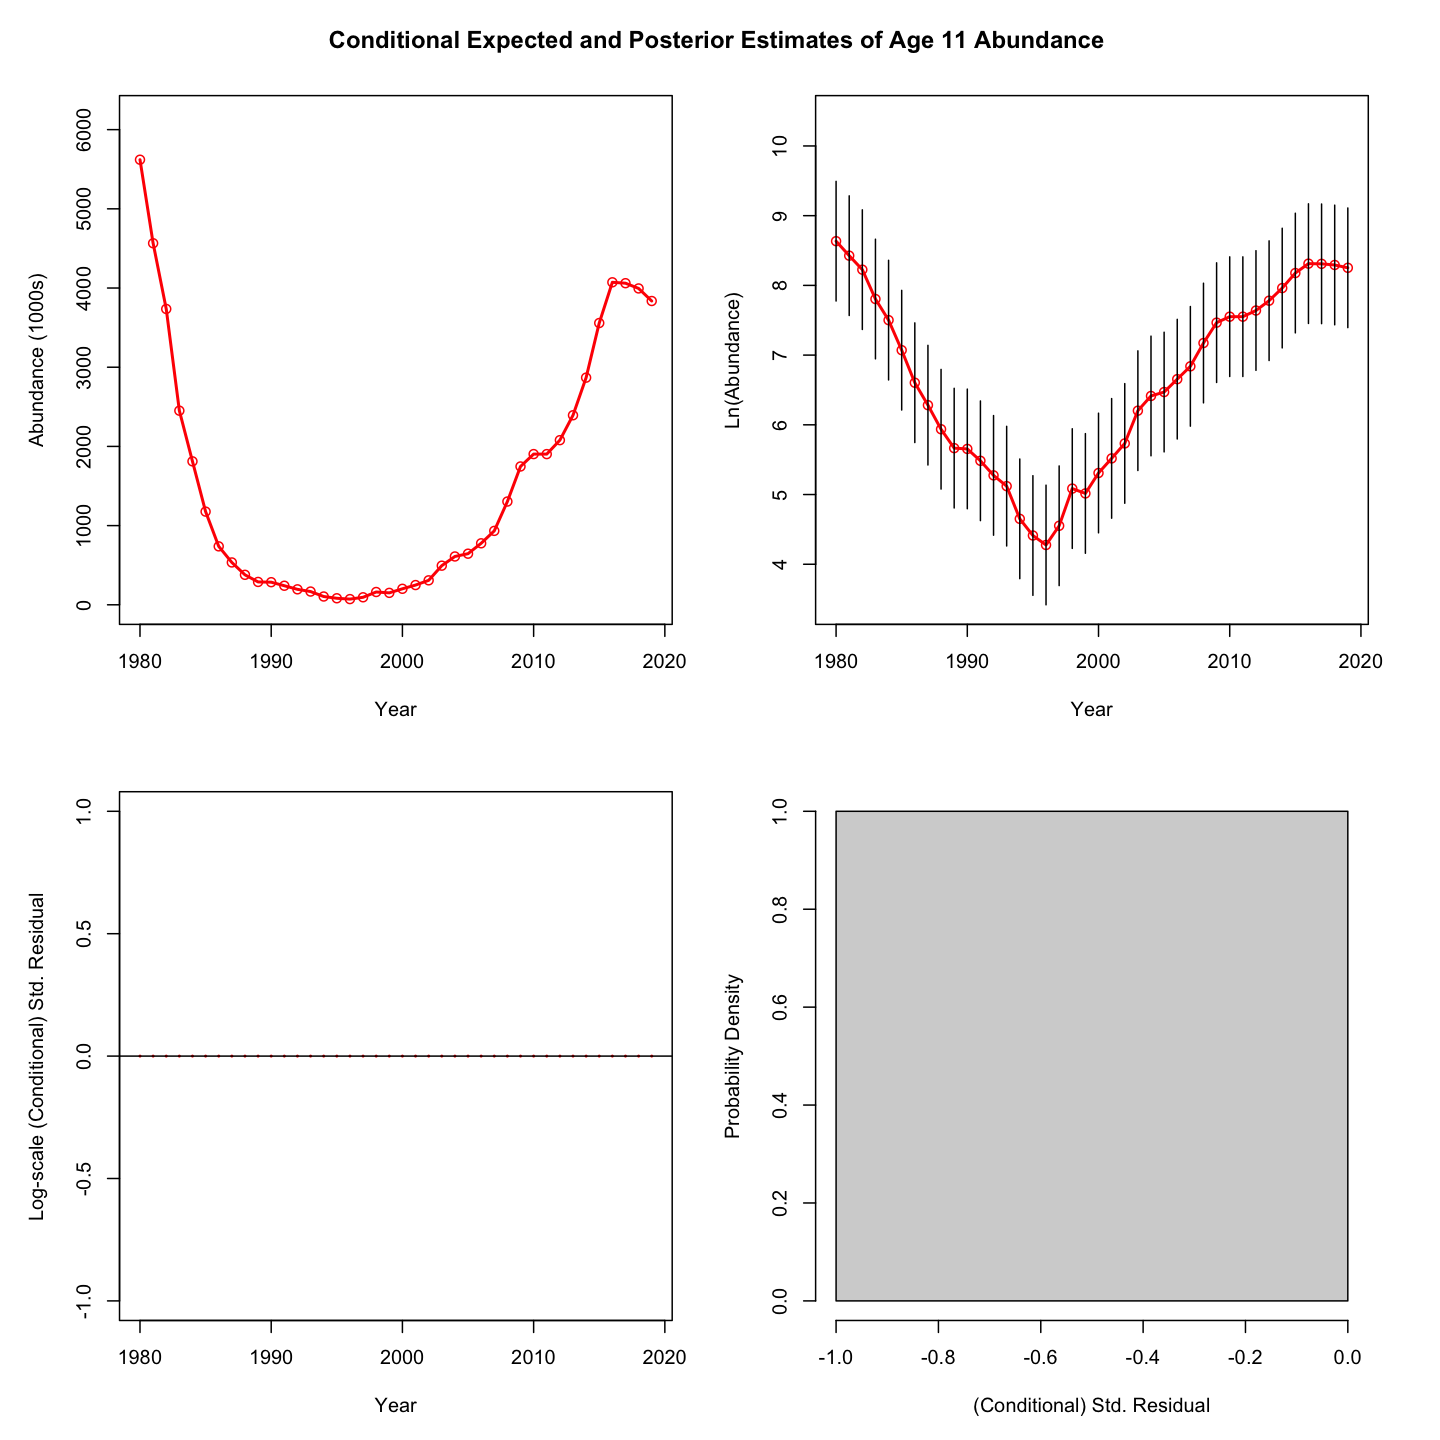 Conditional Expected and Posterior Estimates of Age 11 Abundance
Abundance (1000s)
6000
5000
4000
3000
2000
1000
0
1980 1990 2000 2010 2020
Year
Ln(Abundance)
10
9
8
7
6
5
4
1980 1990 2000 2010 2020
Year
Log-scale (Conditional) Std. Residual
1.0
0.5
0.0
-0.5
-1.0
1980 1990 2000 2010 2020
Year
Probability Density
1.0
0.8
0.6
0.4
0.2
0.0
-1.0 -0.8 -0.6 -0.4 -0.2 0.0
(Conditional) Std. Residual